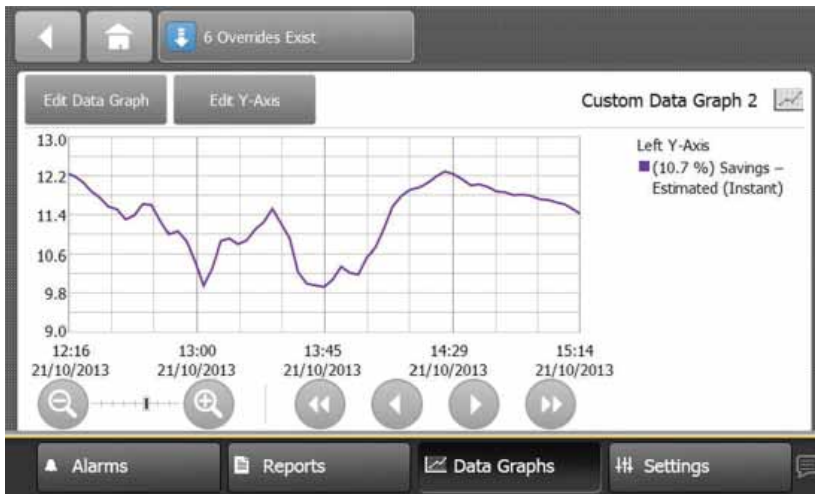 6 Overrides Exist
Edit Data Graph
Edit Y-Axis
Custom Data Graph 2
13.0
12.2
11.4
10.6
9.8
9.0
Left Y-Axis
(10.7 %) Savings –
Estimated (Instant)
12:16 13:00 13:45 14:29 15:14
21/10/2013 21/10/2013 21/10/2013 21/10/2013 21/10/2013
Alarms Reports Data Graphs Settings